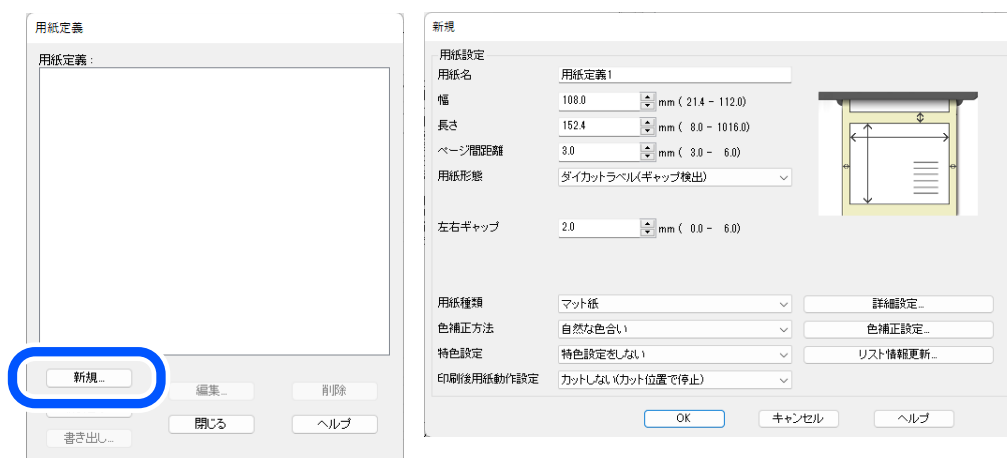 用紙定義
用紙定義:
新規...
編集...
削除
閉じる
ヘルプ
書き出し...
新規
用紙設定
用紙名 用紙定義1
幅 108.0 mm ( 21.4 - 112.0)
長さ 152.4 mm ( 8.0 - 1016.0)
ページ間距離 3.0 mm ( 3.0 - 6.0)
用紙形態 ダイカットラベル(ギャップ検出)
左右ギャップ 2.0 mm ( 0.0 - 6.0)
用紙種類 マット紙 詳細設定...
色補正方法 自然な色合い 色補正設定...
特色設定 特色設定をしない リスト情報更新...
印刷後用紙動作設定 カットしない(カット位置で停止)
OK キャンセル ヘルプ